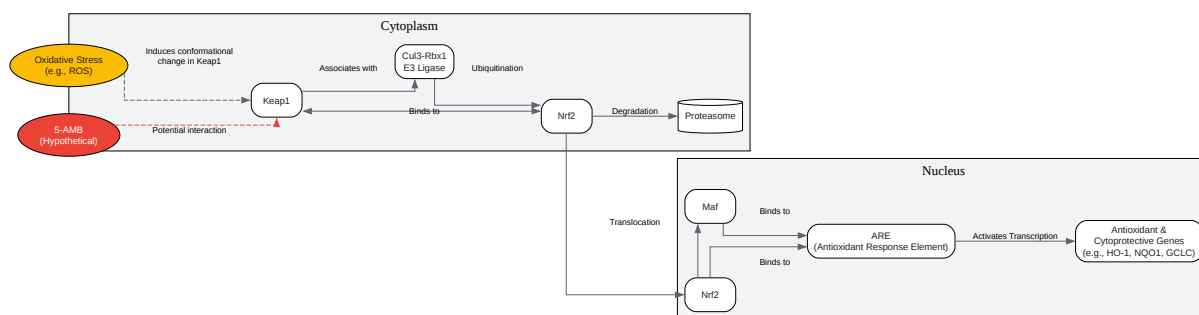 Cytoplasm
Oxidative Stress
(e.g., ROS)
Induces conformational
change in Keap1
Cul3-Rbx1
E3 Ligase
Associates with
Ubiquitination
Keap1
Binds to
Nrf2
Degradation
Proteasome
5-AMB
(Hypothetical)
Potential interaction
Nucleus
Translocation
Maf
Binds to
ARE
(Antioxidant Response Element)
Activates Transcription
Antioxidant &
Cytoprotective Genes
(e.g., HO-1, NQO1, GCLC)
Binds to
Nrf2